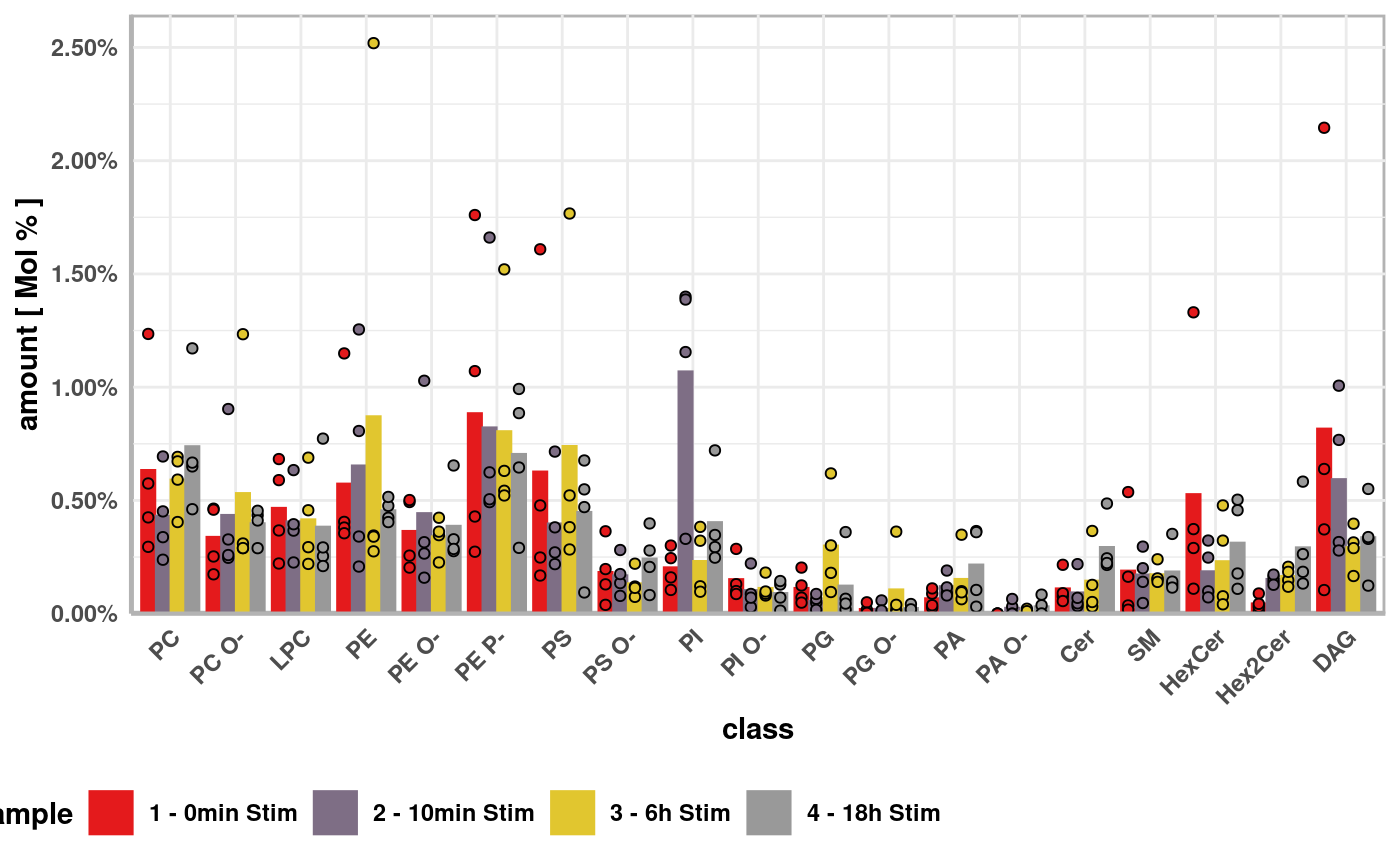 amount [ Mol % ]
2.50%
2.00%
1.50%
1.00%
0.50%
0.00%
PC
PC O-
LPC
PE
PE O-
PE P-
PS
PS O-
PI
PI O-
PG
PG O-
PA
PA O-
Cer
SM
HexCer
Hex2Cer
DAG
class
ample 1 - 0min Stim 2 - 10min Stim 3 - 6h Stim 4 - 18h Stim